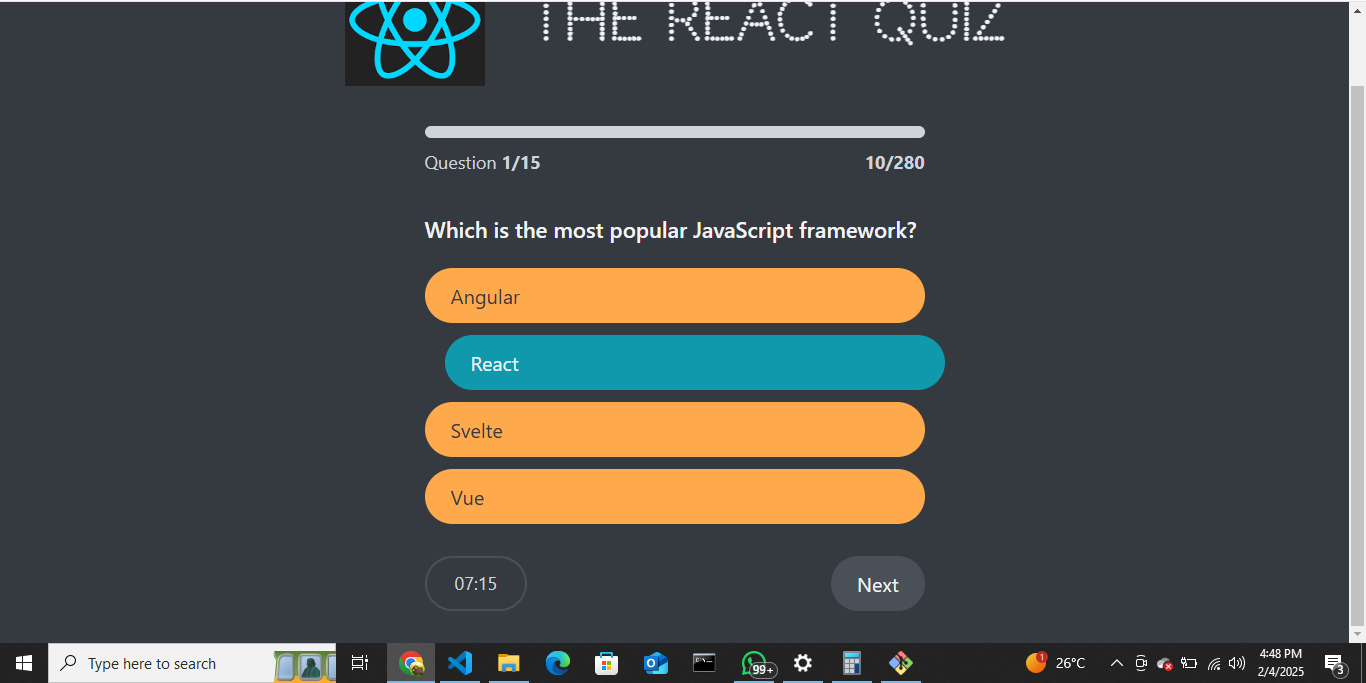 THE REACT QUIZ
Question 1/15
10/280
Which is the most popular JavaScript framework?
Angular
React
Svelte
Vue
07:15
Next
Type here to search
99+
1
26°C
4:48 PM
2/4/2025
3